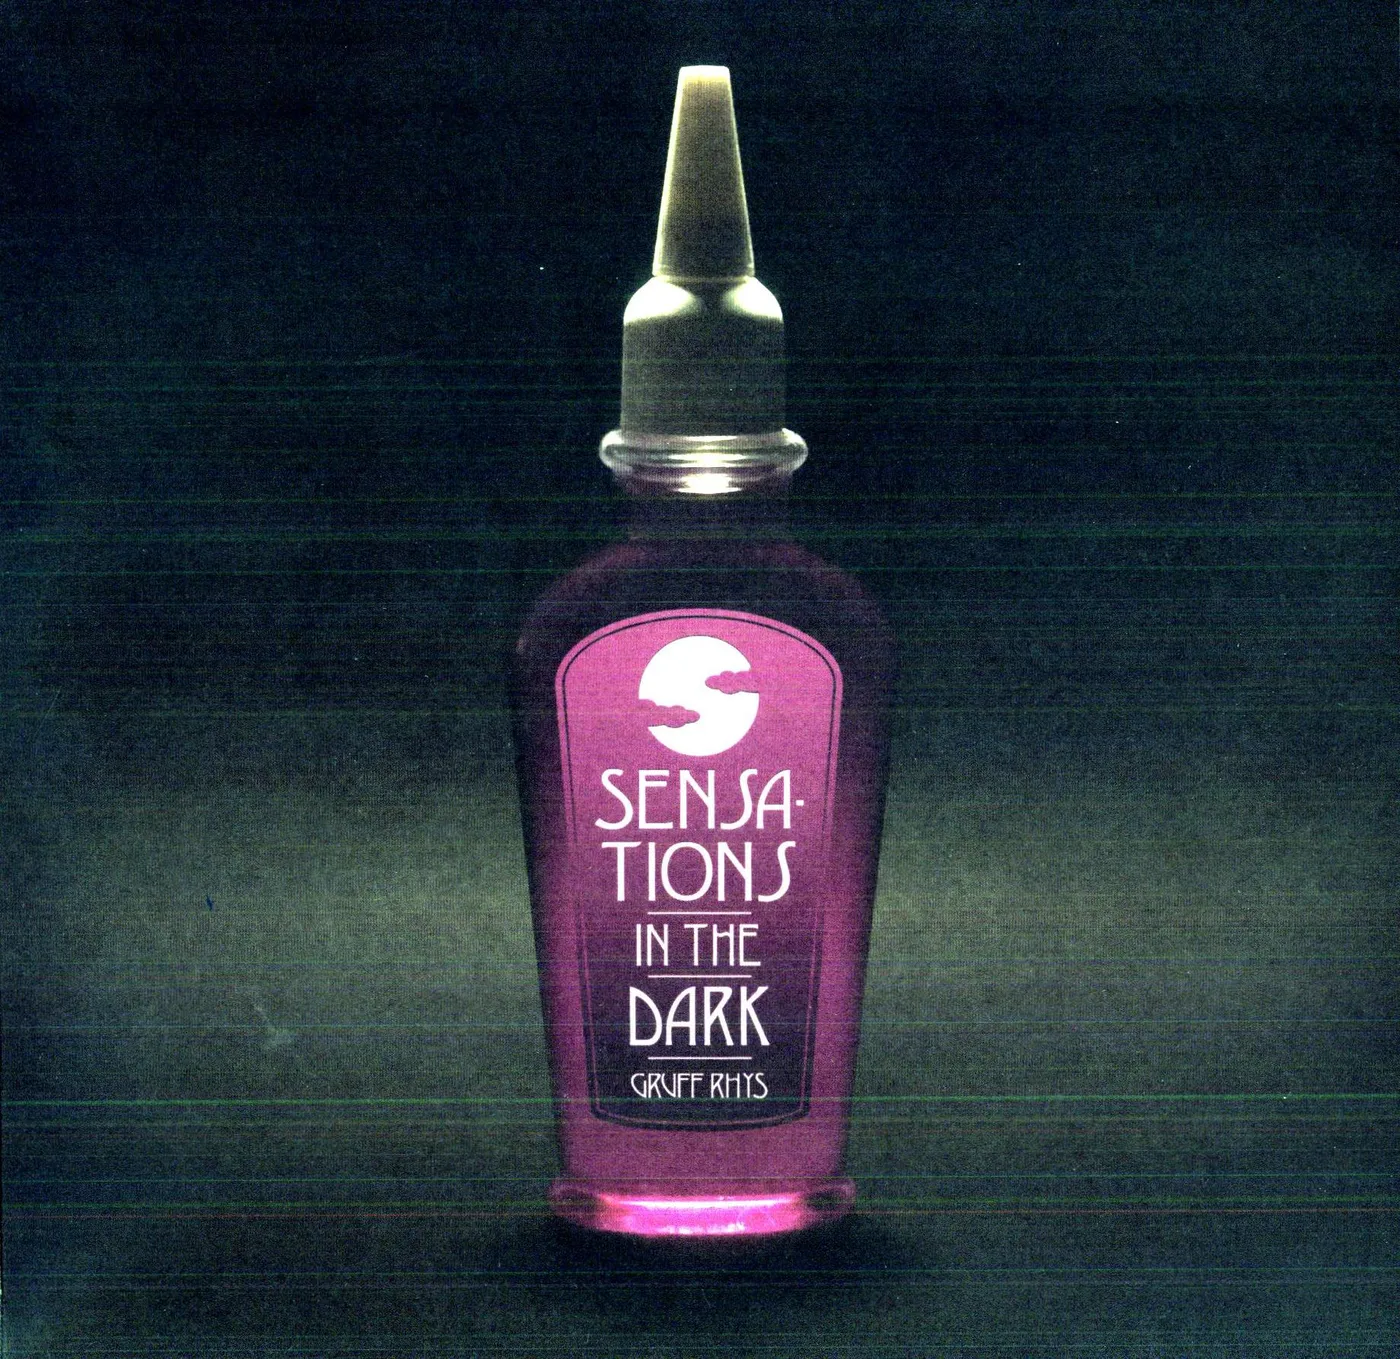 SENSA-
TIONS
IN THE
DARK
GRUFF RHYS